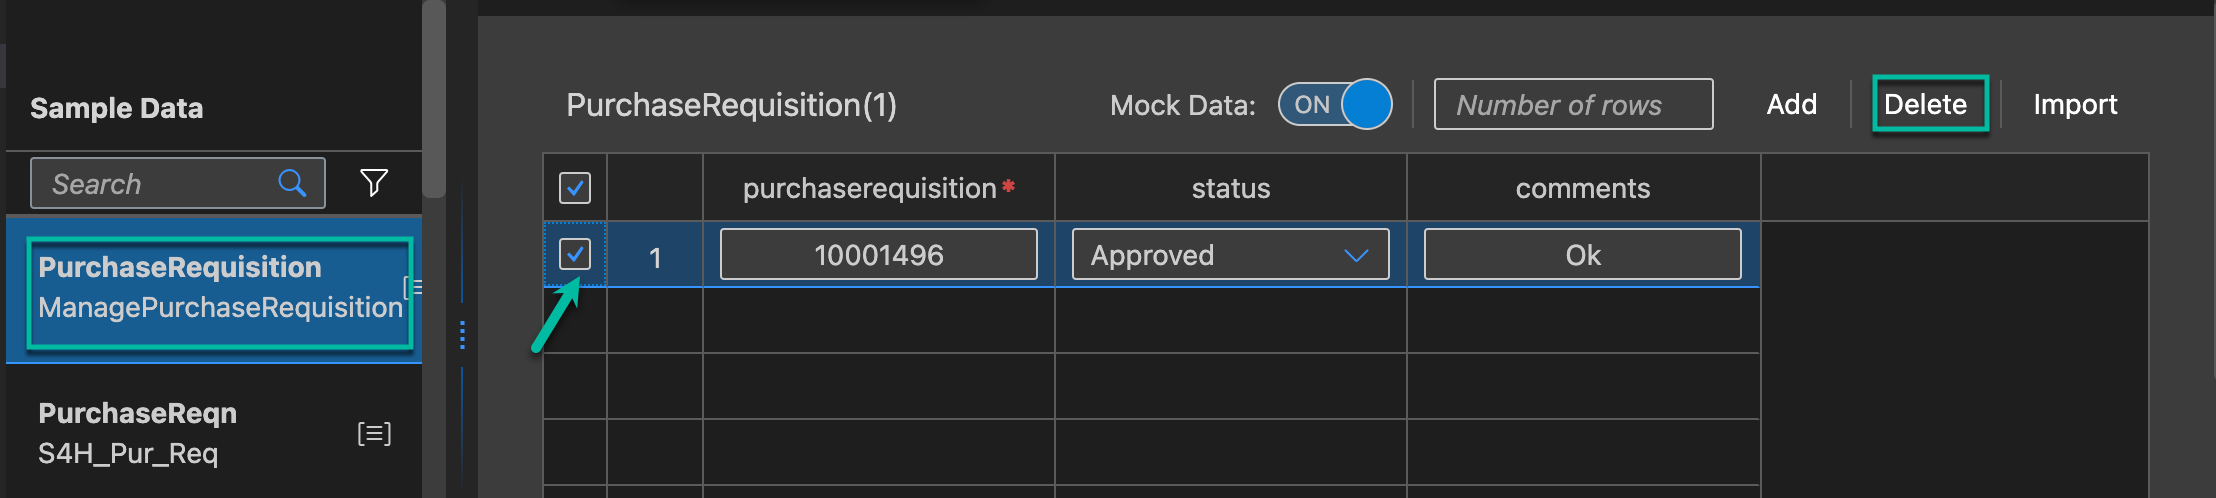 Sample Data
Search
PurchaseRequisition
ManagePurchaseRequisition
PurchaseReqn
S4H_Pur_Req
PurchaseRequisition(1)
Mock Data: ON Number of rows Add Delete Import
purchaserequisition* status comments
1 10001496 Approved Ok